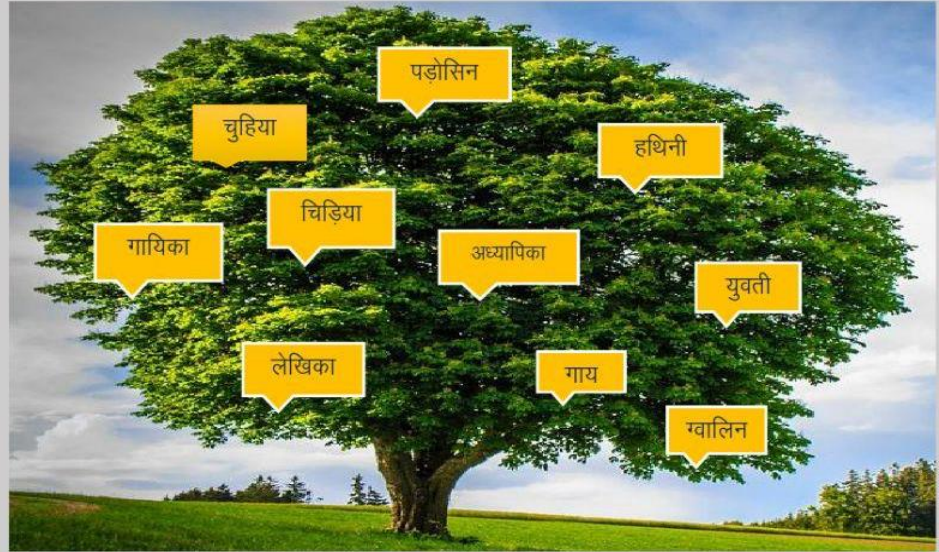 पड़ोसिन
चुहिया
हथिनी
चिड़िया
गायिका
अध्यापिका
युवती
लेखिका
गाय
ग्वालिन